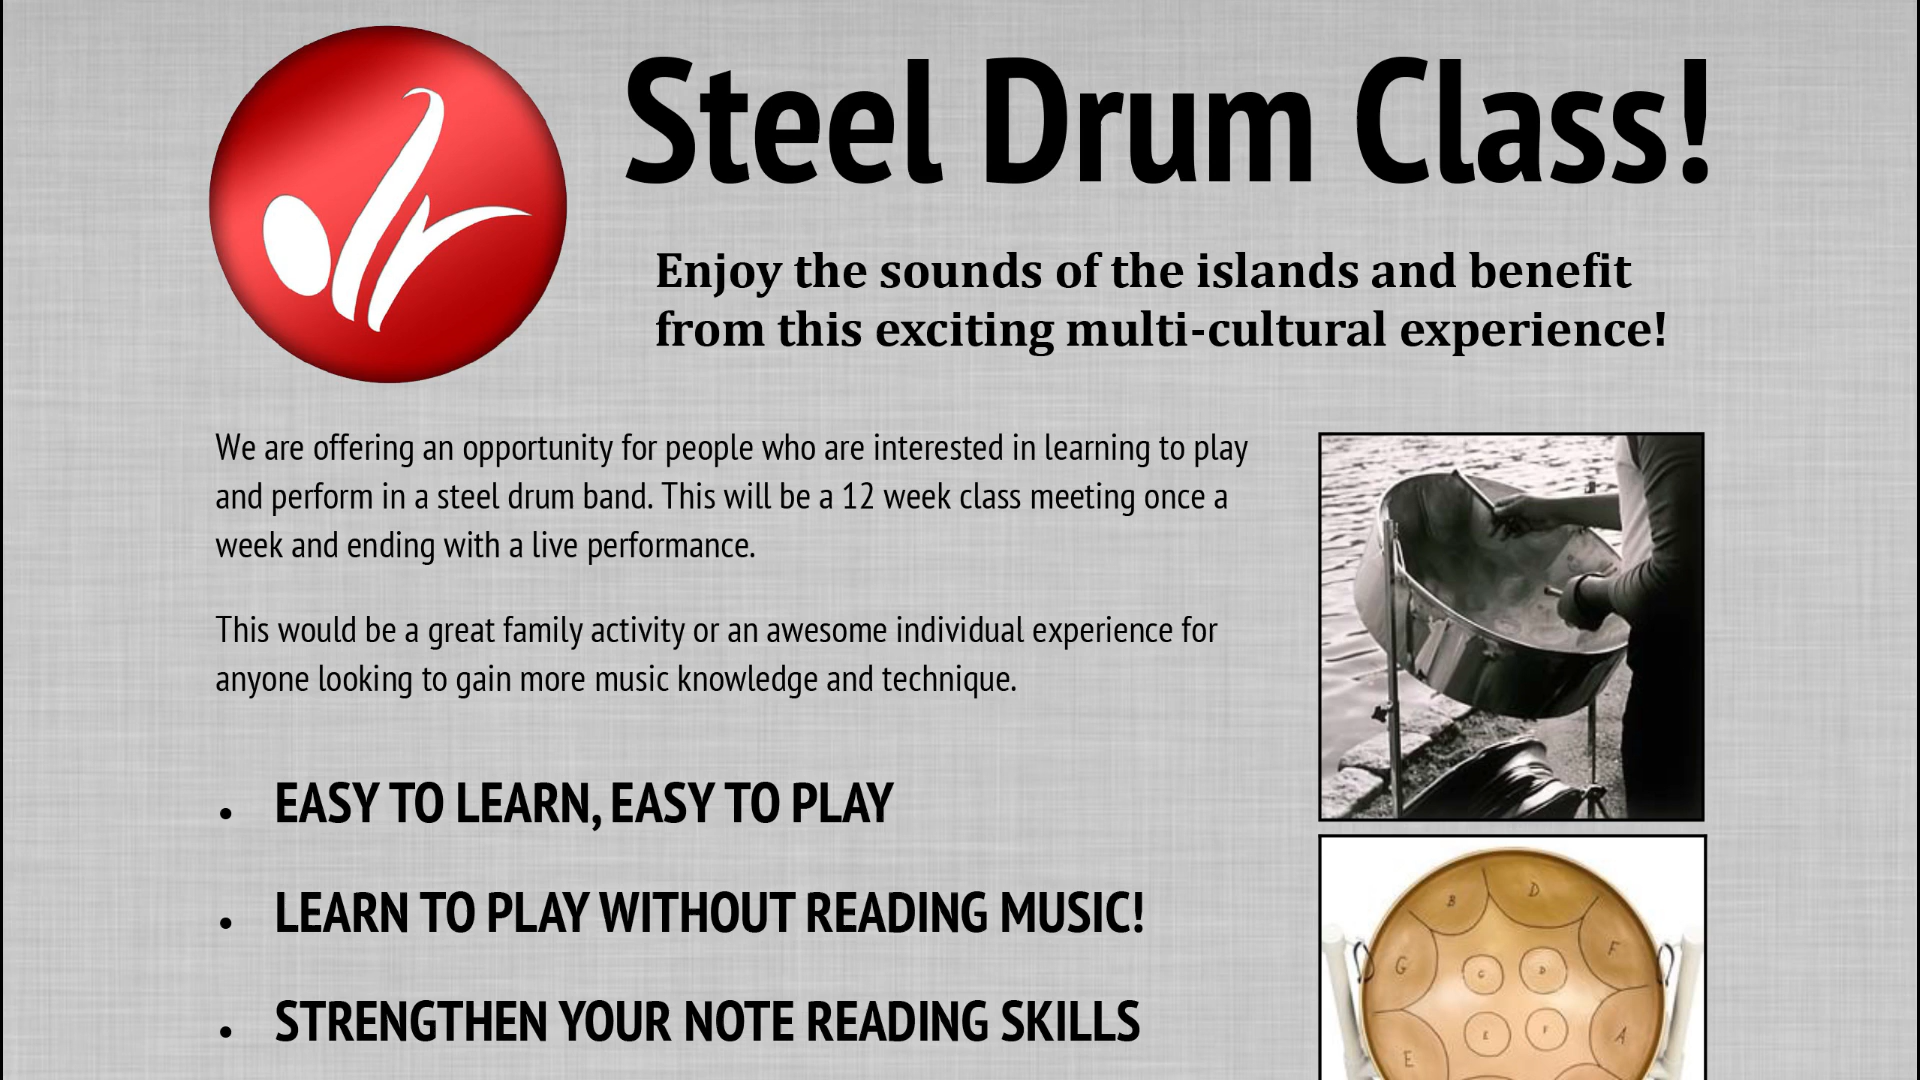 Steel Drum Class!
Enjoy the sounds of the islands and benefit
from this exciting multi-cultural experience!
We are offering an opportunity for people who are interested in learning to play
and perform in a steel drum band. This will be a 12 week class meeting once a
week and ending with a live performance.
This would be a great family activity or an awesome individual experience for
anyone looking to gain more music knowledge and technique.
• EASY TO LEARN, EASY TO PLAY
• LEARN TO PLAY WITHOUT READING MUSIC!
• STRENGTHEN YOUR NOTE READING SKILLS
B D
G F
C D
E F
E A